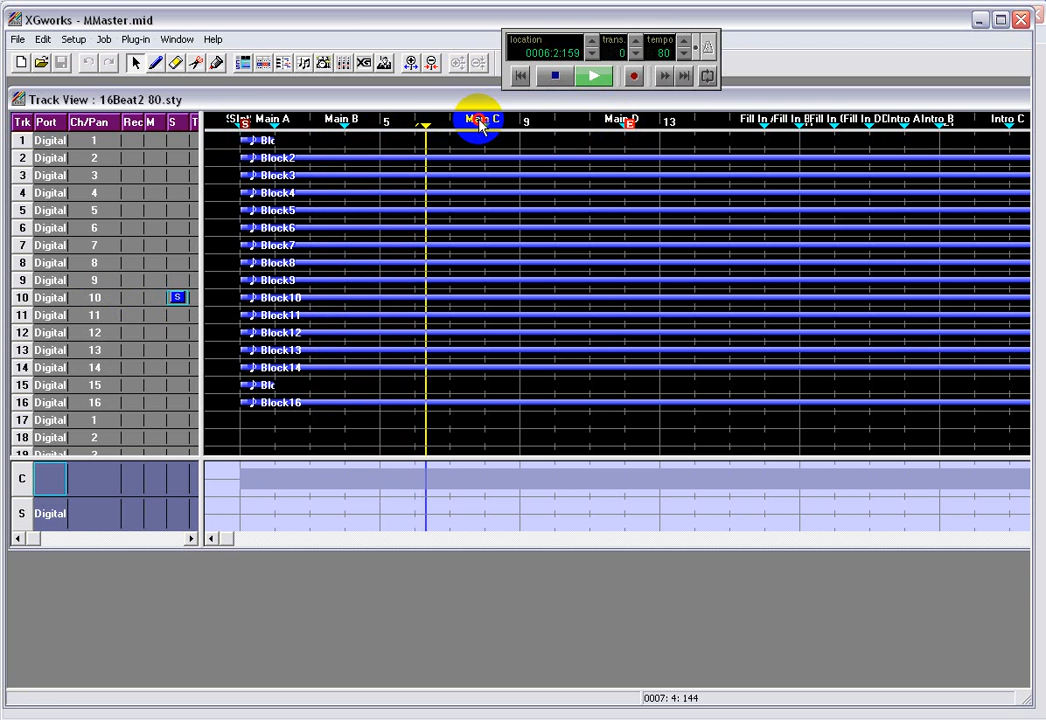 XGworks - MMaster.mid
File Edit Setup Job Plug-in Window Help
location trans. tempo
0006:2:159 0 80
Track View : 16Beat2 80.sty
Trk Port Ch/Pan Rec M S T
Main A Main B 5 Main C 9 Main D 13 Fill In Intro A Intro B Intro C
S E
1 Digital 1 Blc
2 Digital 2 Block2
3 Digital 3 Block3
4 Digital 4 Block4
5 Digital 5 Block5
6 Digital 6 Block6
7 Digital 7 Block7
8 Digital 8 Block8
9 Digital 9 Block9
10 Digital 10 S Block10
11 Digital 11 Block11
12 Digital 12 Block12
13 Digital 13 Block13
14 Digital 14 Block14
15 Digital 15 Blc
16 Digital 16 Block16
17 Digital 1
18 Digital 2
C
S Digital
0007: 4: 144